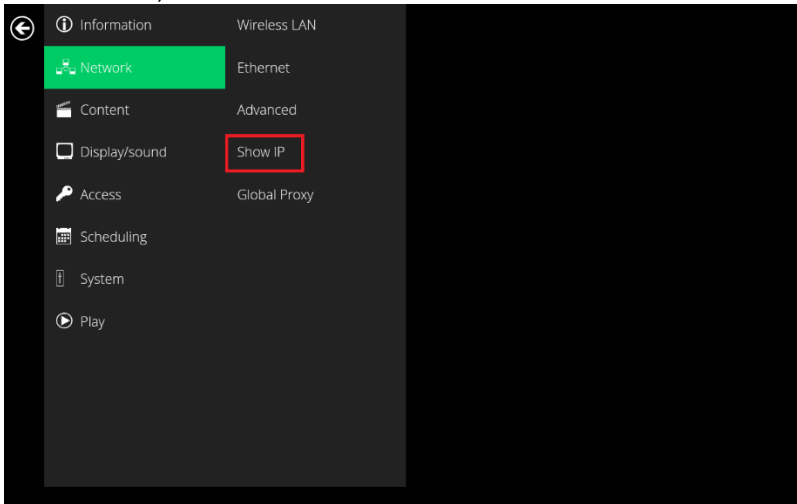 Information
Network
Content
Display/sound
Access
Scheduling
System
Play
Wireless LAN
Ethernet
Advanced
Show IP
Global Proxy